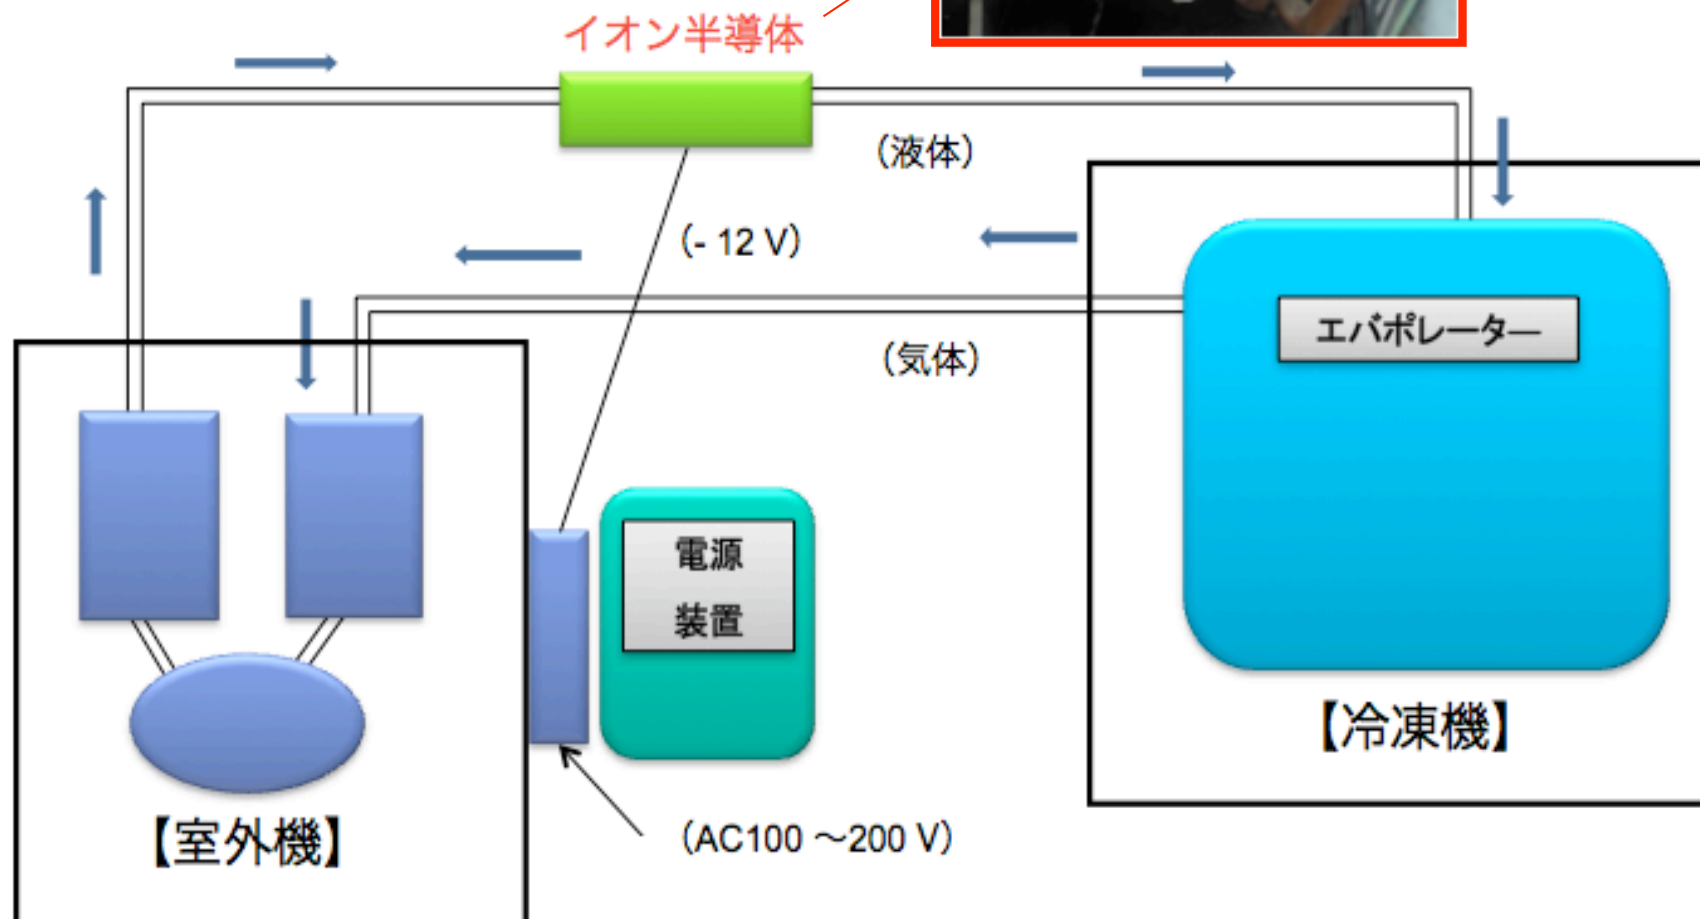 イオン半導体
(液体)
(- 12 V)
エバポレーター
(気体)
電源
装置
【冷凍機】
【室外機】
(AC100 ～200 V)